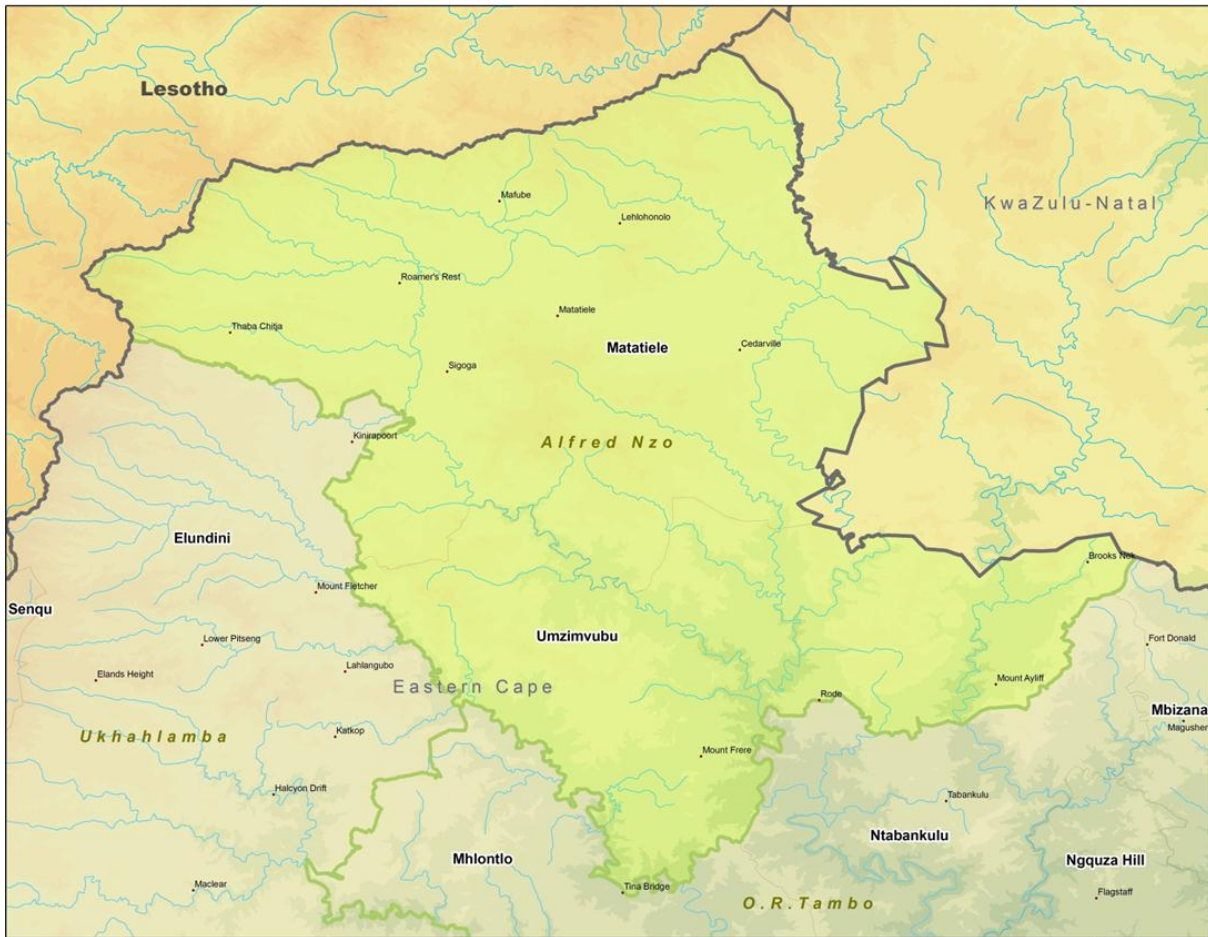 Lesotho
Mafube
KwaZulu-Natal
Lehlohonolo
Roamer's Rest
Matatiele
Thaba Chitja
Matatiele
Cedarville
Sigoga
Kinirapoort
Alfred Nzo
Elundini
Brooks Nek
Mount Fletcher
Senqu
Umzimvubu
Fort Donald
Lower Pitseng
Lahlangubo
Elands Height
Eastern Cape
Mount Ayliff
Rode
Mbizana
Magusher
Ukhahlamba
Katkop
Mount Frere
Halcyon Drift
Tabankulu
Ntabankulu
Mhlontlo
Ngquza Hill
Maclear
Tina Bridge
O.R.Tambo
Flagstaff